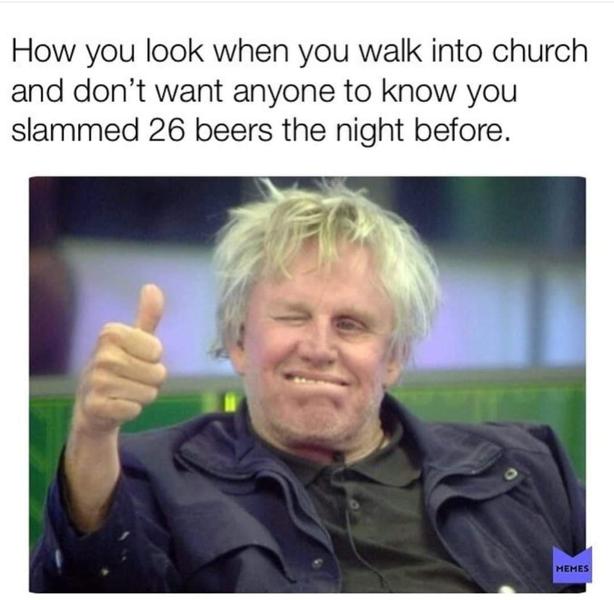 How you look when you walk into church
and don’t want anyone to know you
slammed 26 beers the night before.
MEMES